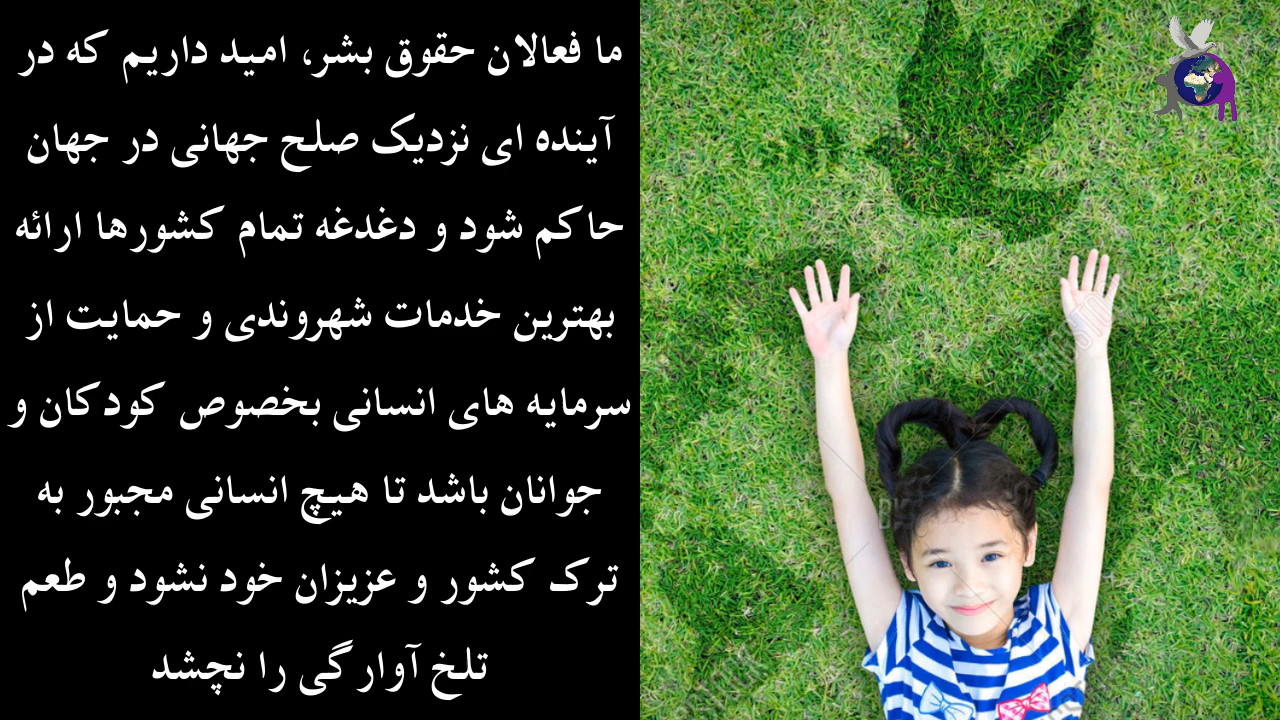 ما فعالان حقوق بشر، امید داریم که در
آینده ای نزدیک صلح جهانی در جهان
حاکم شود و دغدغه تمام کشورها ارائه
بهترین خدمات شهروندی و حمایت از
سرمایه های انسانی بخصوص کودکان و
جوانان باشد تا هیچ انسانی مجبور به
ترک کشور و عزیزان خود نشود و طعم
تلخ آوارگی را نچشد